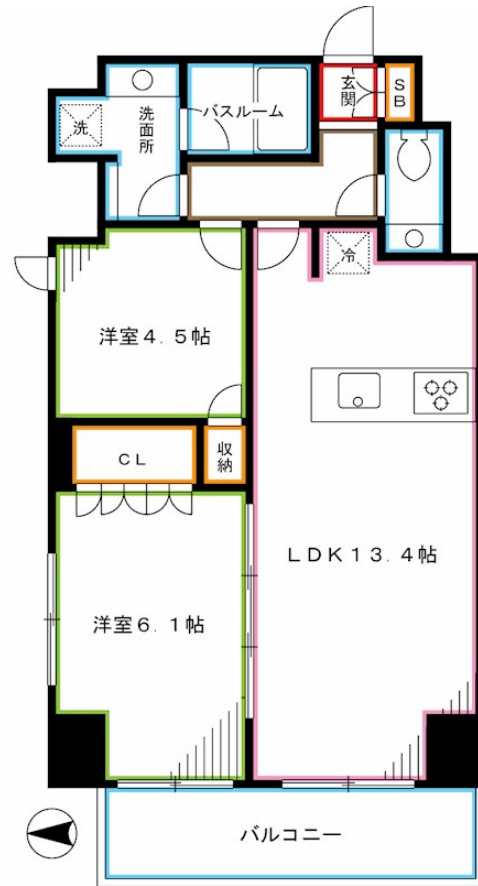 玄関
SB
洗
洗面所
バスルーム
冷
洋室4.5帖
CL
収納
LDK13.4帖
洋室6.1帖
バルコニー